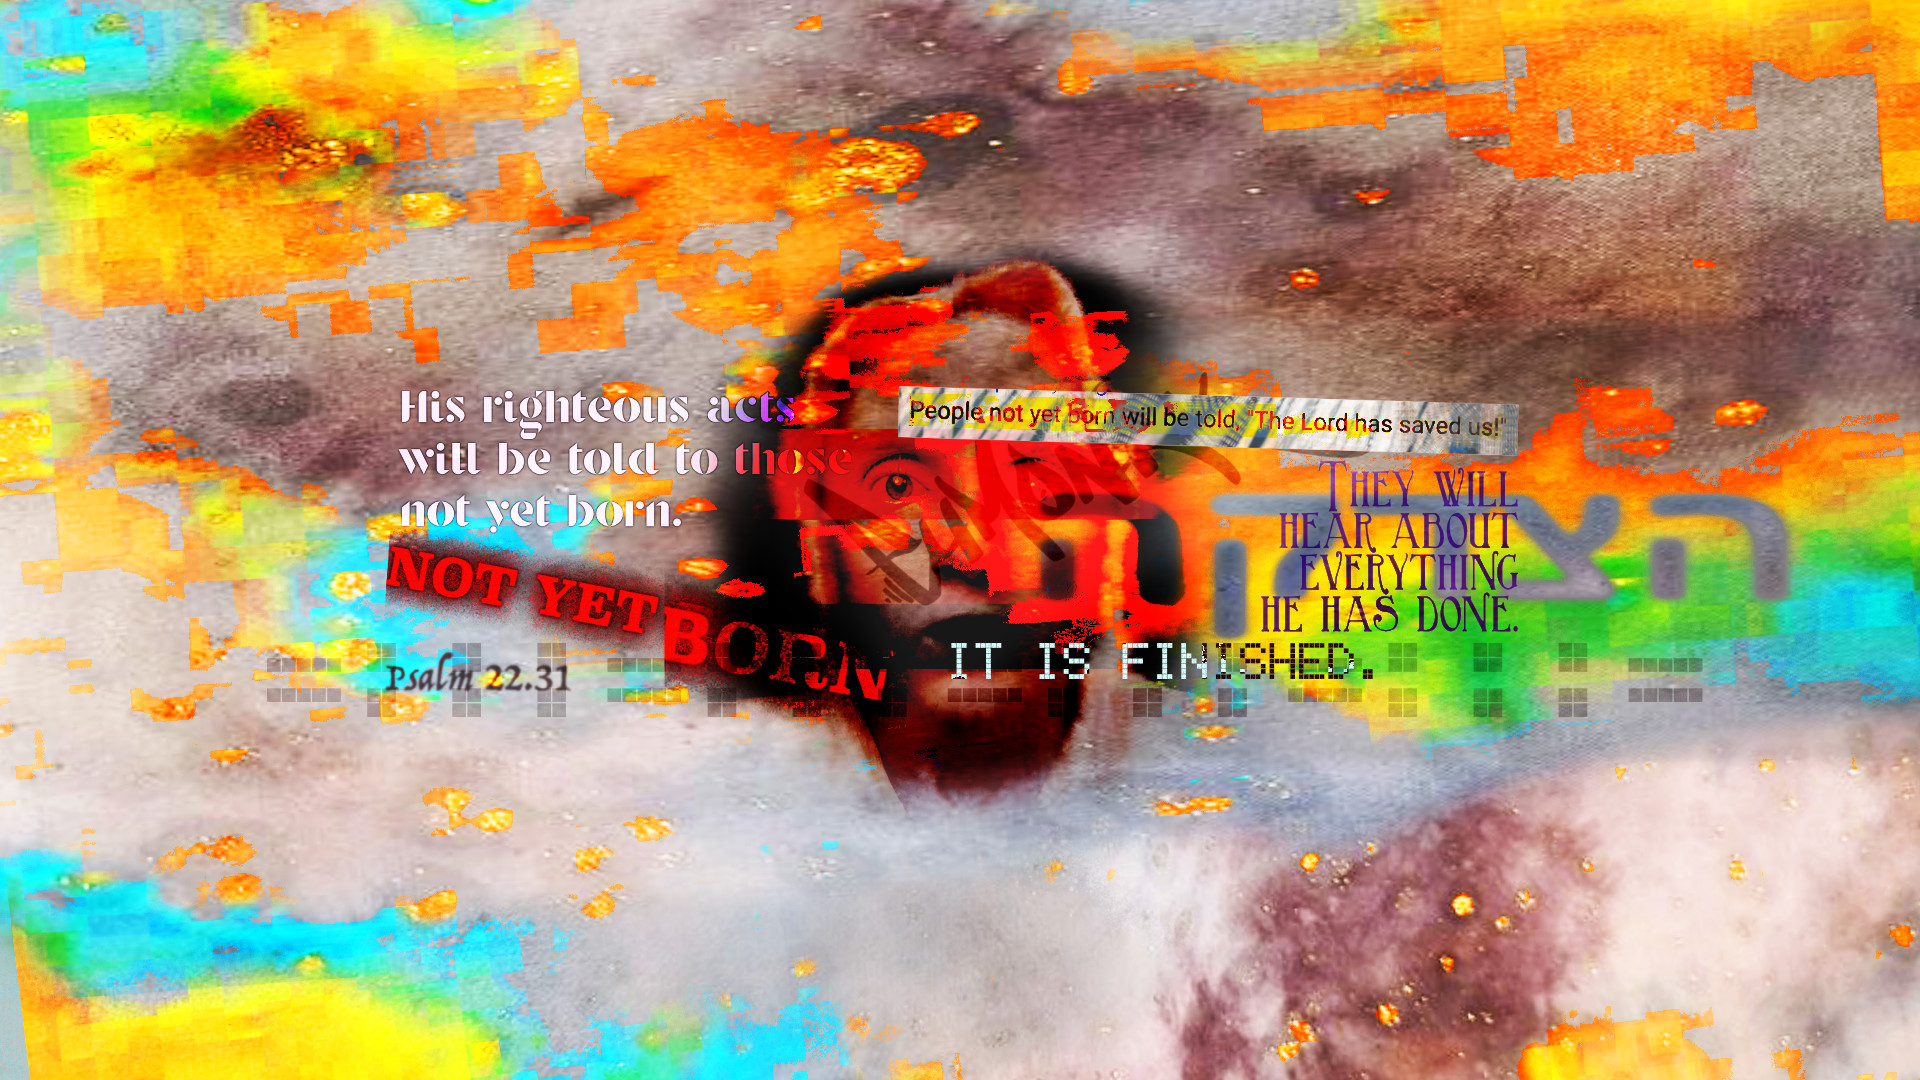 His righteous acts
will be told to those
not yet born.
People not yet born will be told, "The Lord has saved us!"
They will
hear about
everything
he has done.
NOT YET BORN
IT IS FINISHED.
Psalm 22.31